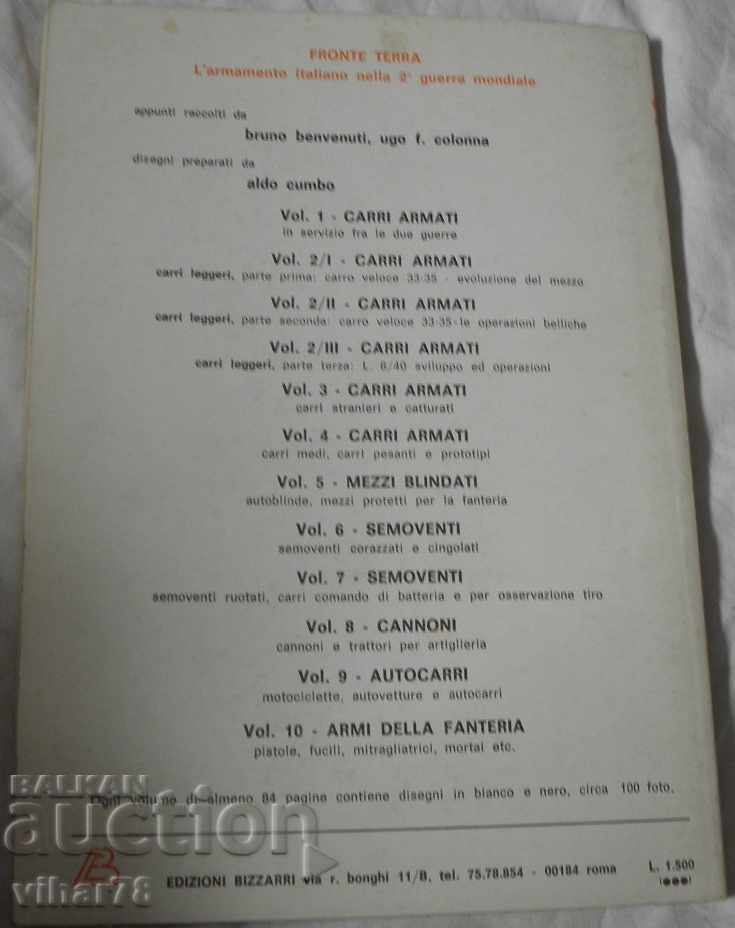 FRONTE TERRA
L'armamento italiano nella 2ª guerra mondiale
appunti raccolti da
bruno benvenuti, ugo f. colonna
disegni preparati da
aldo cumbo
Vol. 1 - CARRI ARMATI
in servizio fra le due guerre
Vol. 2/I - CARRI ARMATI
carri leggeri, parte prima: carro veloce 33-35 - evoluzione del mezzo
Vol. 2/II - CARRI ARMATI
carri leggeri, parte seconda: carro veloce 33-35-le operazioni belliche
Vol. 2/III - CARRI ARMATI
carri leggeri, parte terza: L. 6/40 sviluppo ed operazioni
Vol. 3 - CARRI ARMATI
carri stranieri e catturati
Vol. 4 - CARRI ARMATI
carri medi, carri pesanti e prototipi
Vol. 5 - MEZZI BLINDATI
autoblinde, mezzi protetti per la fanteria
Vol. 6 - SEMOVENTI
semoventi corazzati e cingolati
Vol. 7 - SEMOVENTI
semoventi ruotati, carri comando di batteria e per osservazione tiro
Vol. 8 - CANNONI
cannoni e trattori per artiglieria
Vol. 9 - AUTOCARRI
motociclette, autovetture e autocarri
Vol. 10 - ARMI DELLA FANTERIA
pistole, fucili, mitragliatrici, mortai etc.
Ogni volume di almeno 84 pagine contiene disegni in bianco e nero, circa 100 foto.
BALKAN
auction
B
EDIZIONI BIZZARRI via r. bonghi 11/B, tel. 75.78.854 - 00184 roma
L. 1.500
vihar78